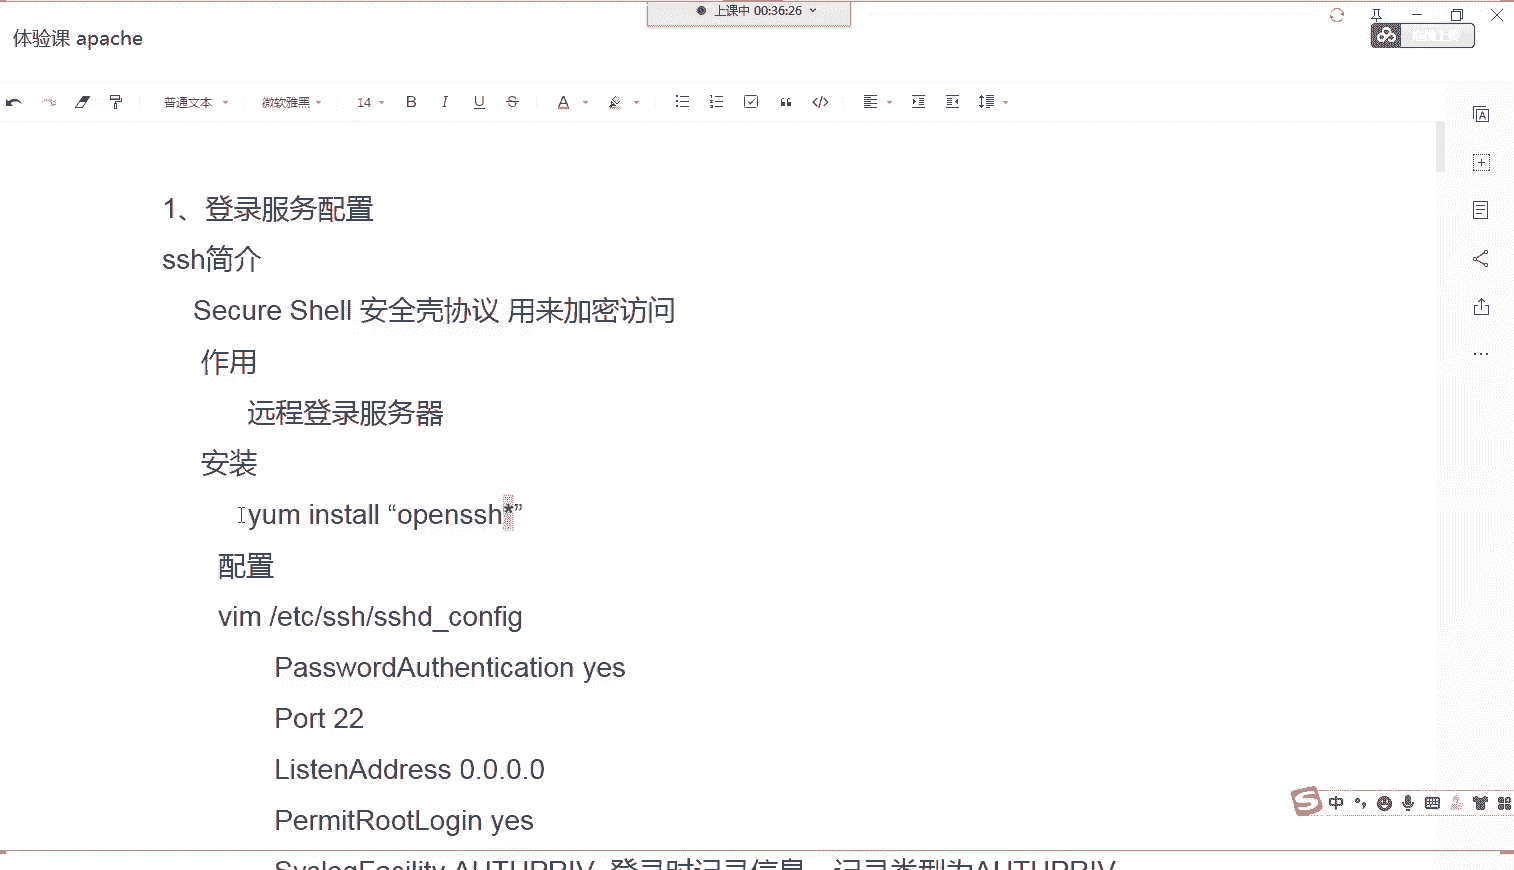 上课中 00:36:26
体验课 apache
普通文本 微软雅黑 14 B I U S A
1、登录服务配置
ssh简介
Secure Shell 安全壳协议 用来加密访问
作用
远程登录服务器
安装
yum install “openssh*”
配置
vim /etc/ssh/sshd_config
PasswordAuthentication yes
Port 22
ListenAddress 0.0.0.0
PermitRootLogin yes
中